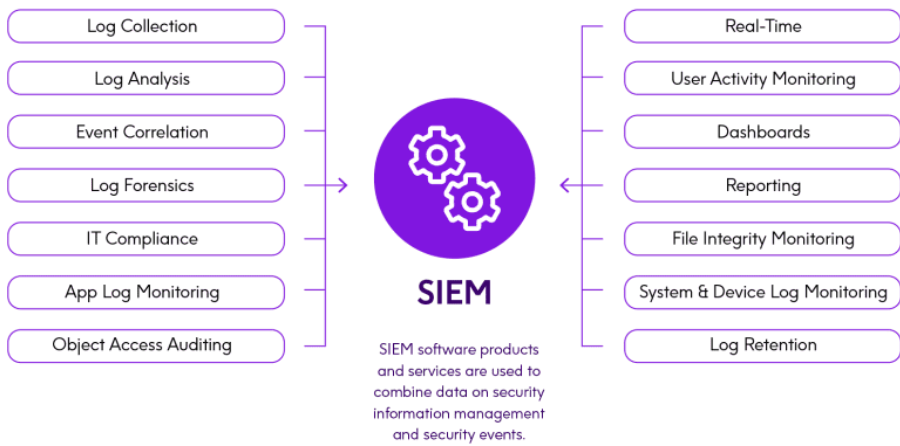 Log Collection
Log Analysis
Event Correlation
Log Forensics
IT Compliance
App Log Monitoring
Object Access Auditing
SIEM
SIEM software products
and services are used to
combine data on security
information management
and security events.
Real-Time
User Activity Monitoring
Dashboards
Reporting
File Integrity Monitoring
System & Device Log Monitoring
Log Retention